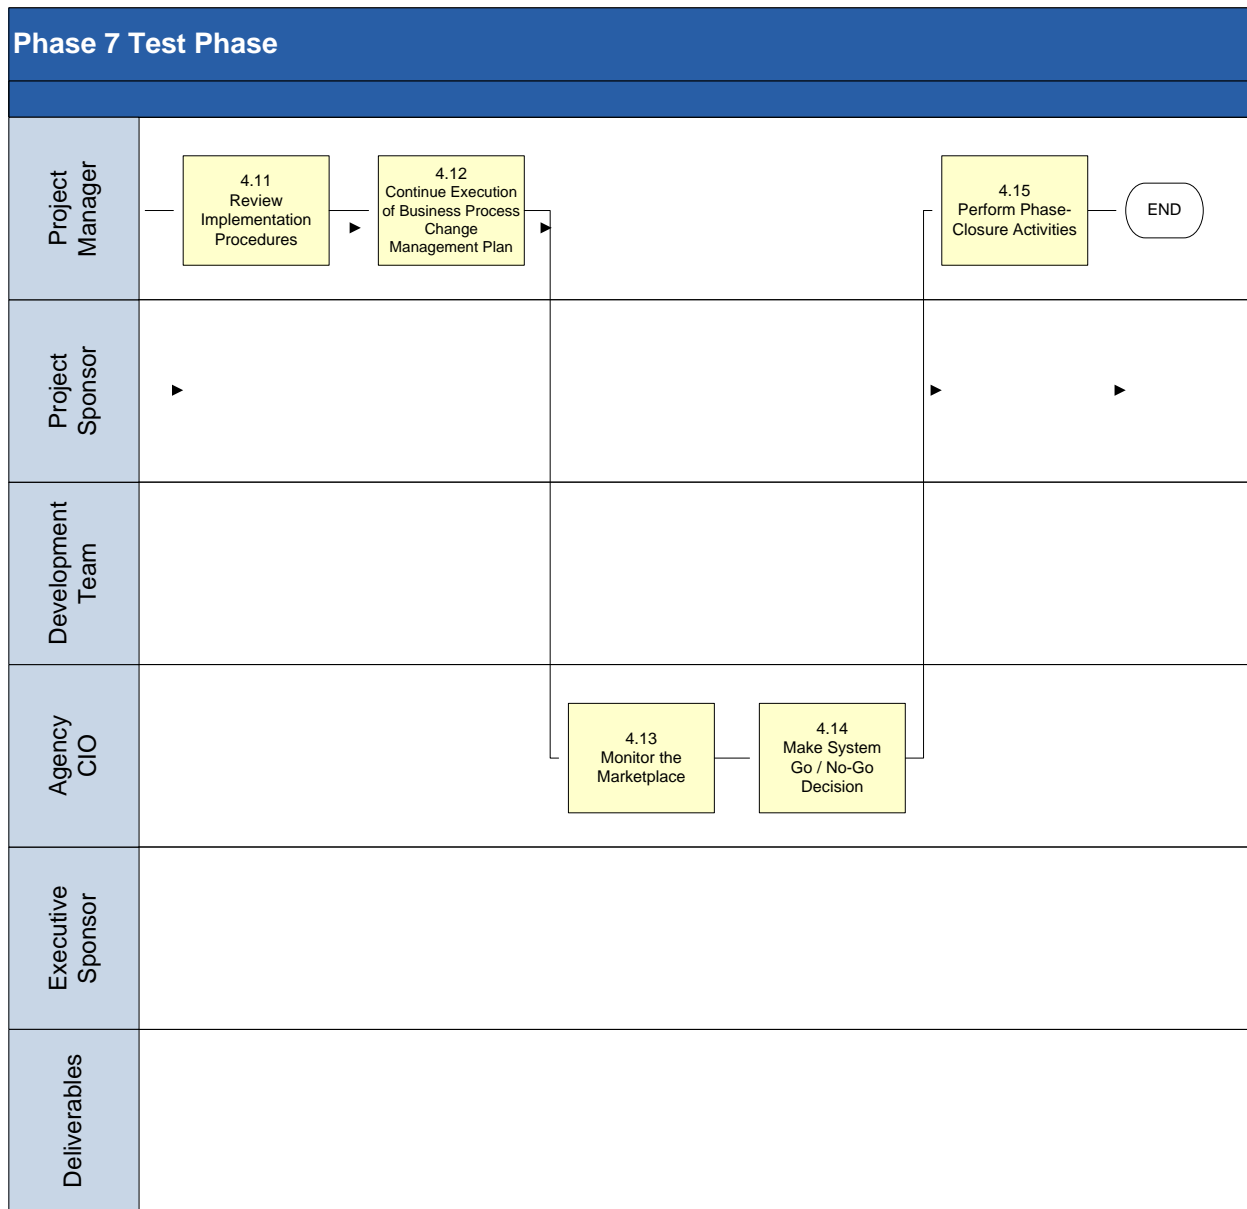 Phase 7 Test Phase
Project
Manager
4.11
Review
Implementation
Procedures
4.12
Continue Execution
of Business Process
Change
Management Plan
4.15
Perform Phase-
Closure Activities
END
Project
Sponsor
Development
Team
Agency
CIO
4.13
Monitor the
Marketplace
4.14
Make System
Go / No-Go
Decision
Executive
Sponsor
Deliverables